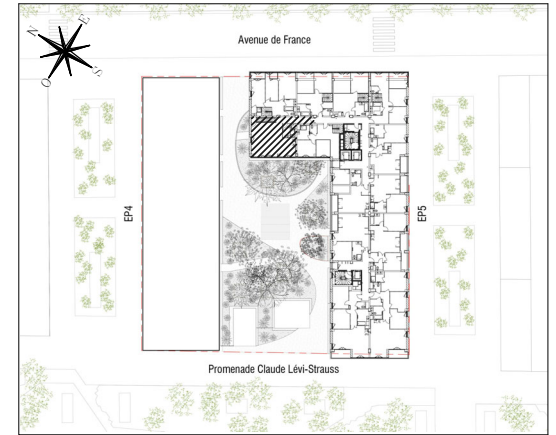 N
E
S
O
Avenue de France
EP4
EP5
Promenade Claude Lévi-Strauss